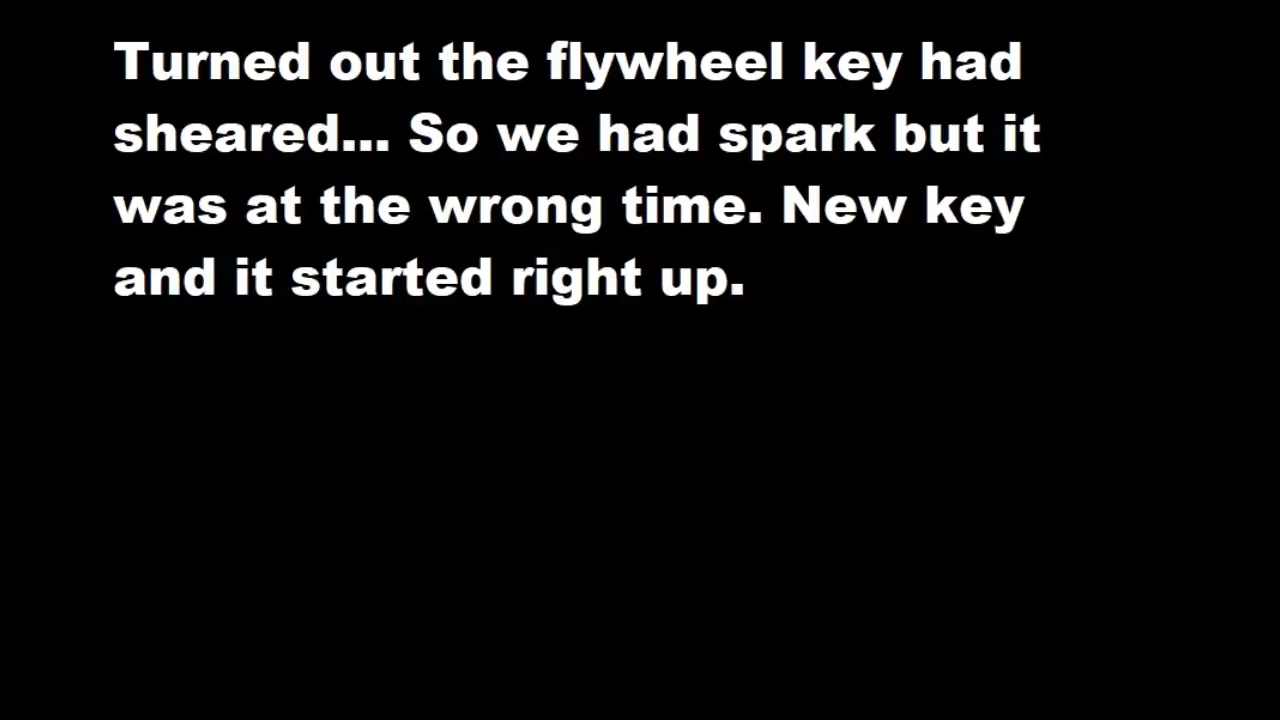 Turned out the flywheel key had
sheared... So we had spark but it
was at the wrong time. New key
and it started right up.